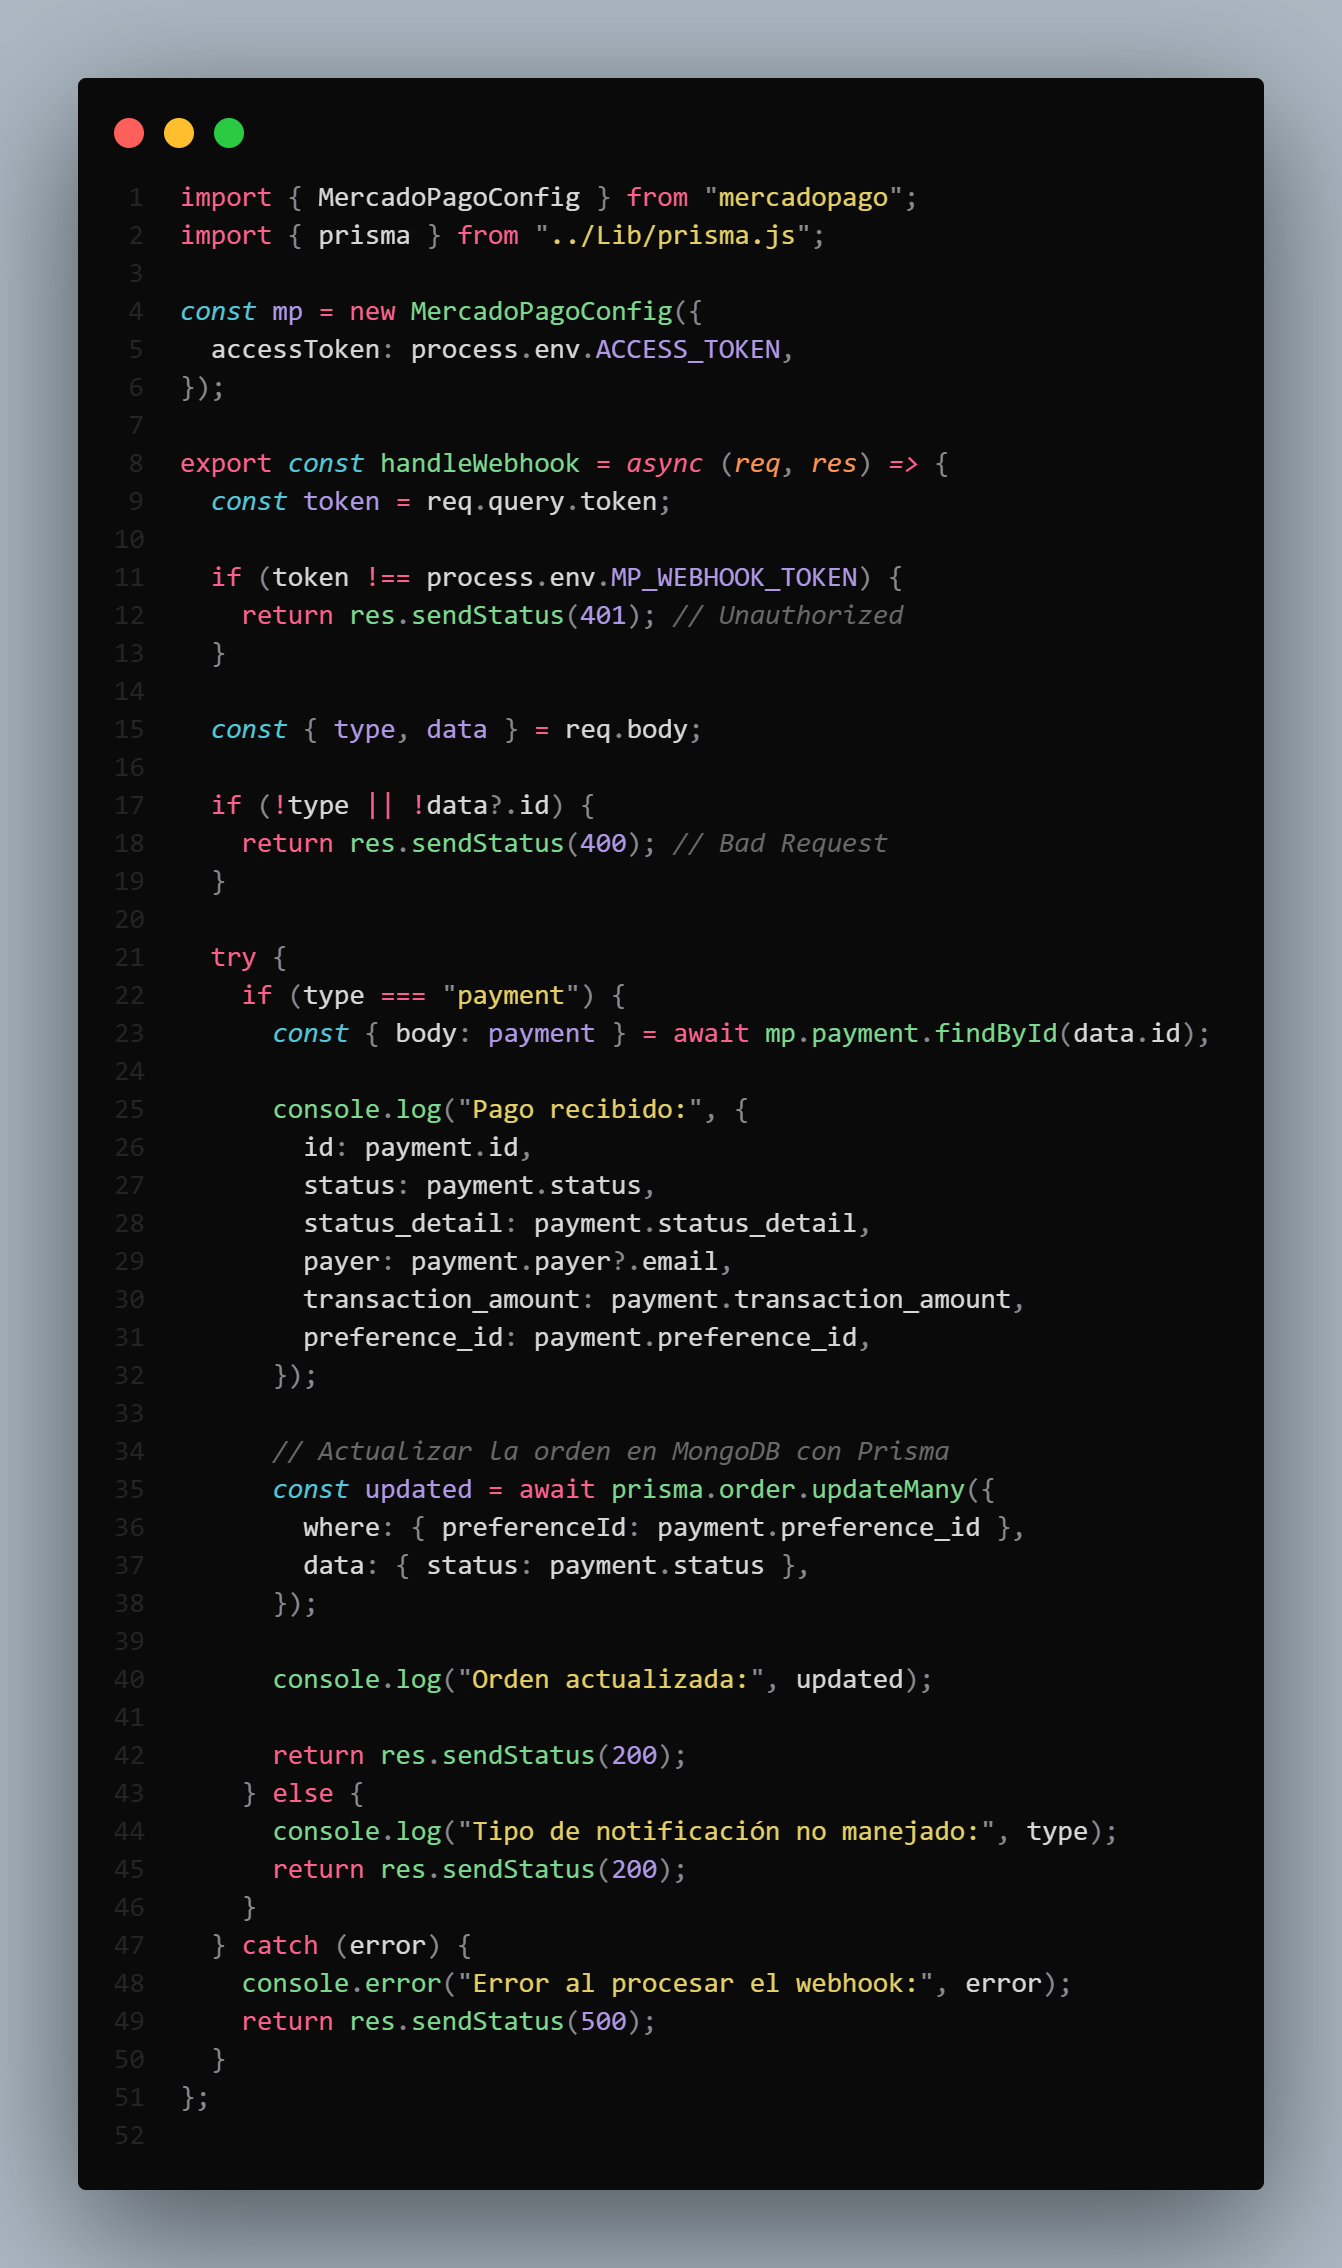 1 import { MercadoPagoConfig } from "mercadopago";
2 import { prisma } from "../Lib/prisma.js";
3
4 const mp = new MercadoPagoConfig({
5   accessToken: process.env.ACCESS_TOKEN,
6 });
7
8 export const handleWebhook = async (req, res) => {
9   const token = req.query.token;
10
11   if (token !== process.env.MP_WEBHOOK_TOKEN) {
12     return res.sendStatus(401); // Unauthorized
13   }
14
15   const { type, data } = req.body;
16
17   if (!type || !data?.id) {
18     return res.sendStatus(400); // Bad Request
19   }
20
21   try {
22     if (type === "payment") {
23       const { body: payment } = await mp.payment.findById(data.id);
24
25       console.log("Pago recibido:", {
26         id: payment.id,
27         status: payment.status,
28         status_detail: payment.status_detail,
29         payer: payment.payer?.email,
30         transaction_amount: payment.transaction_amount,
31         preference_id: payment.preference_id,
32       });
33
34       // Actualizar la orden en MongoDB con Prisma
35       const updated = await prisma.order.updateMany({
36         where: { preferenceId: payment.preference_id },
37         data: { status: payment.status },
38       });
39
40       console.log("Orden actualizada:", updated);
41
42       return res.sendStatus(200);
43     } else {
44       console.log("Tipo de notificación no manejado:", type);
45       return res.sendStatus(200);
46     }
47   } catch (error) {
48     console.error("Error al procesar el webhook:", error);
49     return res.sendStatus(500);
50   }
51 };
52